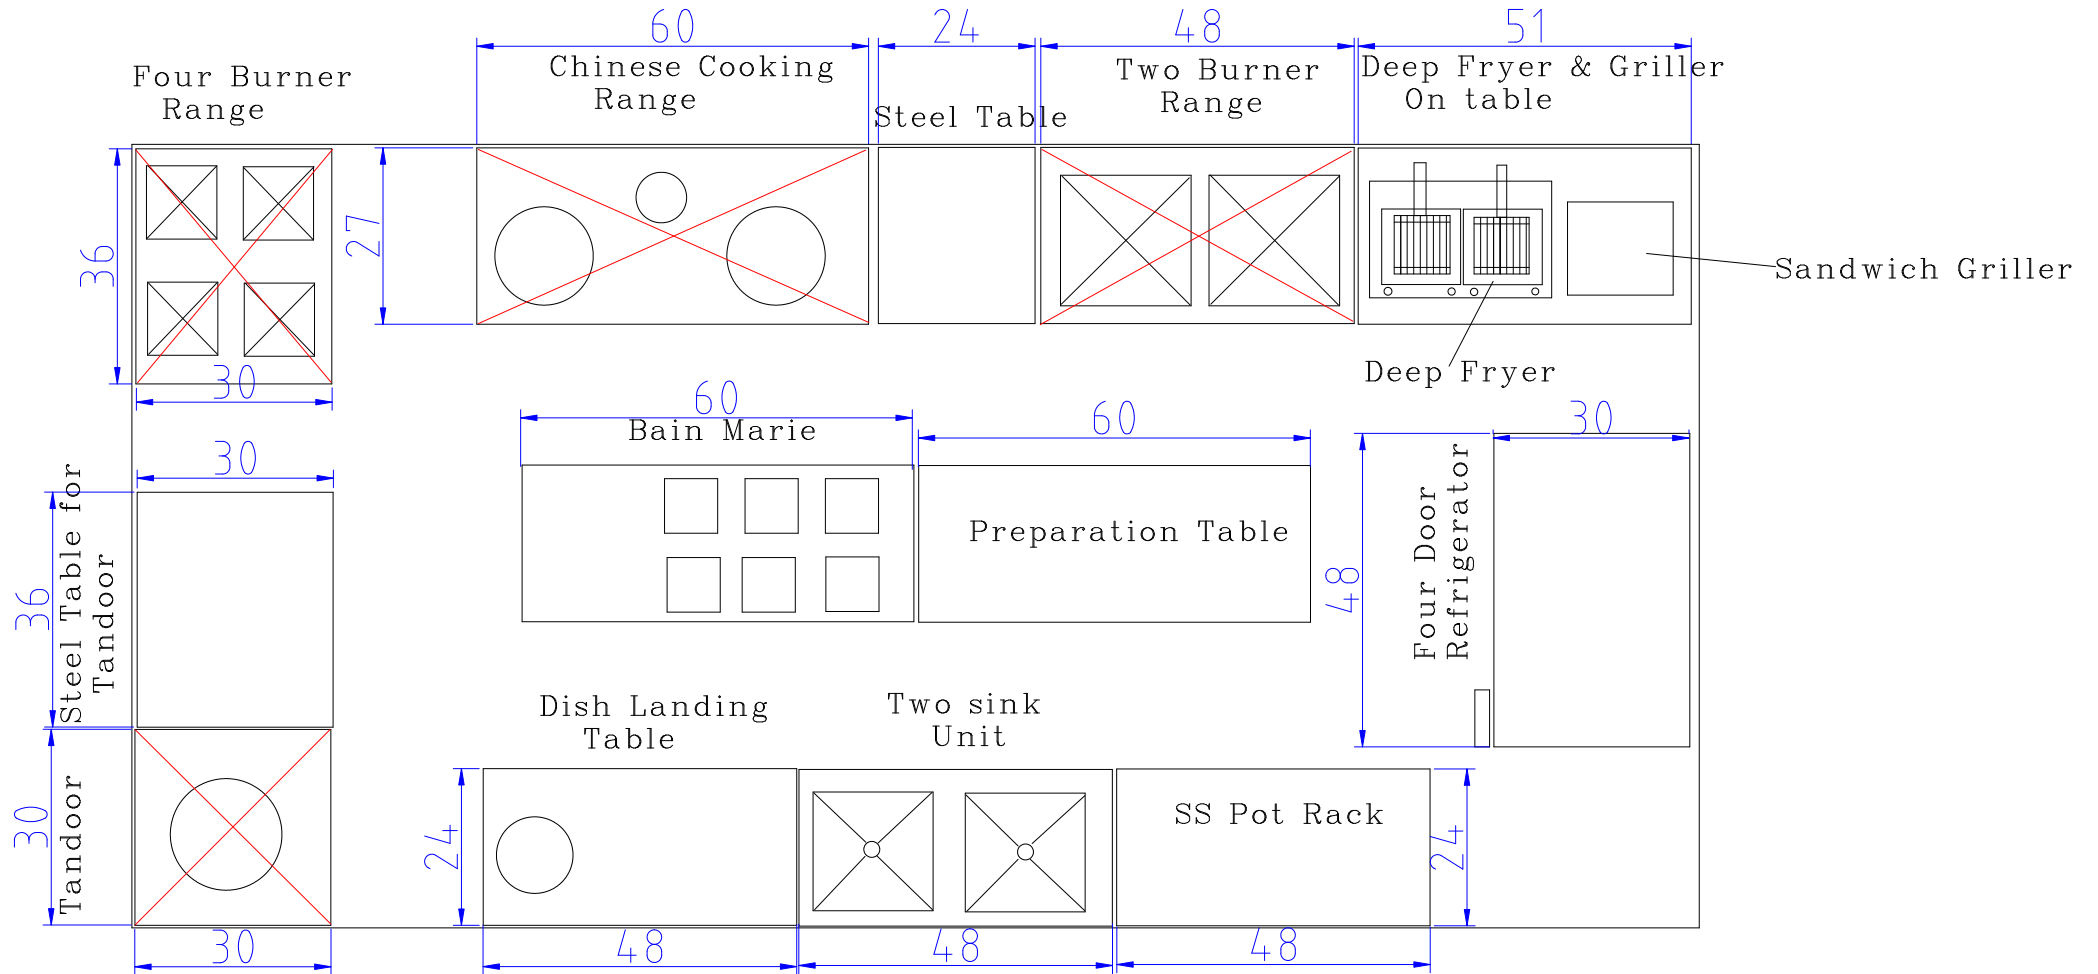 60
24
48
51
Four Burner
Range
Chinese Cooking
Range
Steel Table
Two Burner
Range
Deep Fryer & Griller
On table
36
27
30
Sandwich Griller
Deep Fryer
30
60
Bain Marie
60
30
Steel Table for
Tandoor
36
Preparation Table
Four Door
Refrigerator
48
Dish Landing
Table
Two sink
Unit
Tandoor
30
24
SS Pot Rack
24
30
48
48
48